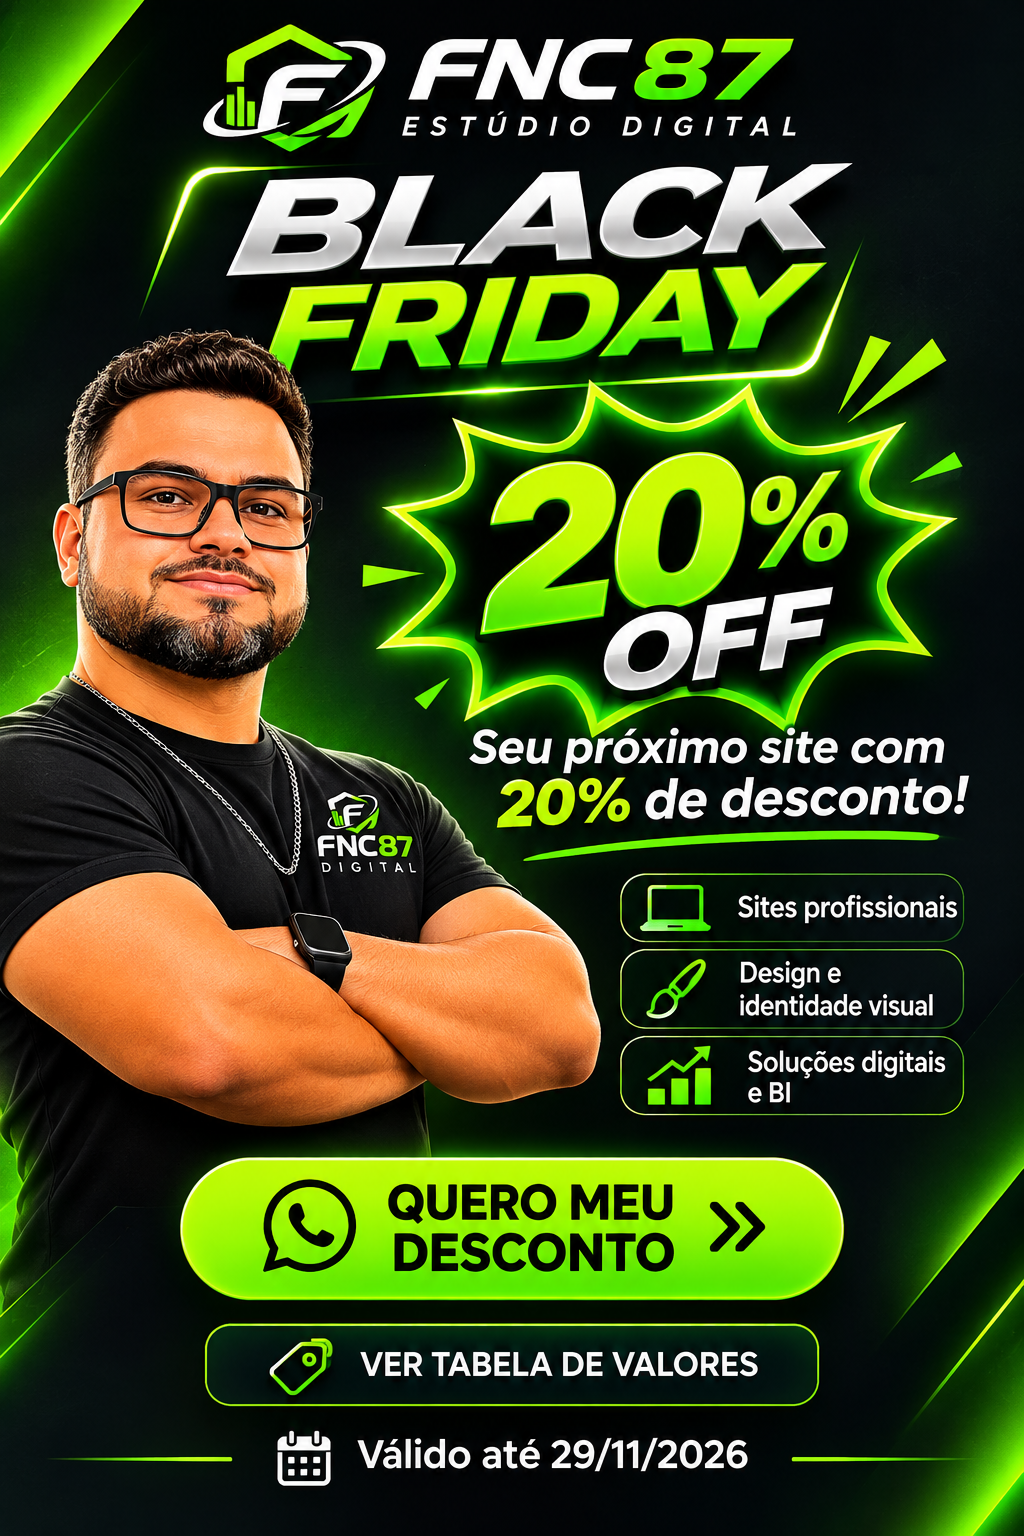 F
FNC87
ESTÚDIO DIGITAL
BLACK
FRIDAY
20%
OFF
Seu próximo site com
20% de desconto!
F
FNC87
DIGITAL
Sites profissionais
Design e
identidade visual
Soluções digitais
e BI
QUERO MEU
DESCONTO
VER TABELA DE VALORES
Válido até 29/11/2026